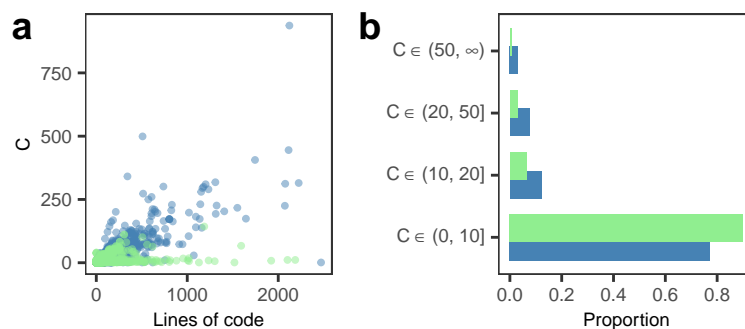 a
C
750
500
250
0
0
1000
2000
Lines of code
b
C ∈ (50, ∞)
C ∈ (20, 50]
C ∈ (10, 20]
C ∈ (0, 10]
0.0
0.2
0.4
0.6
0.8
Proportion